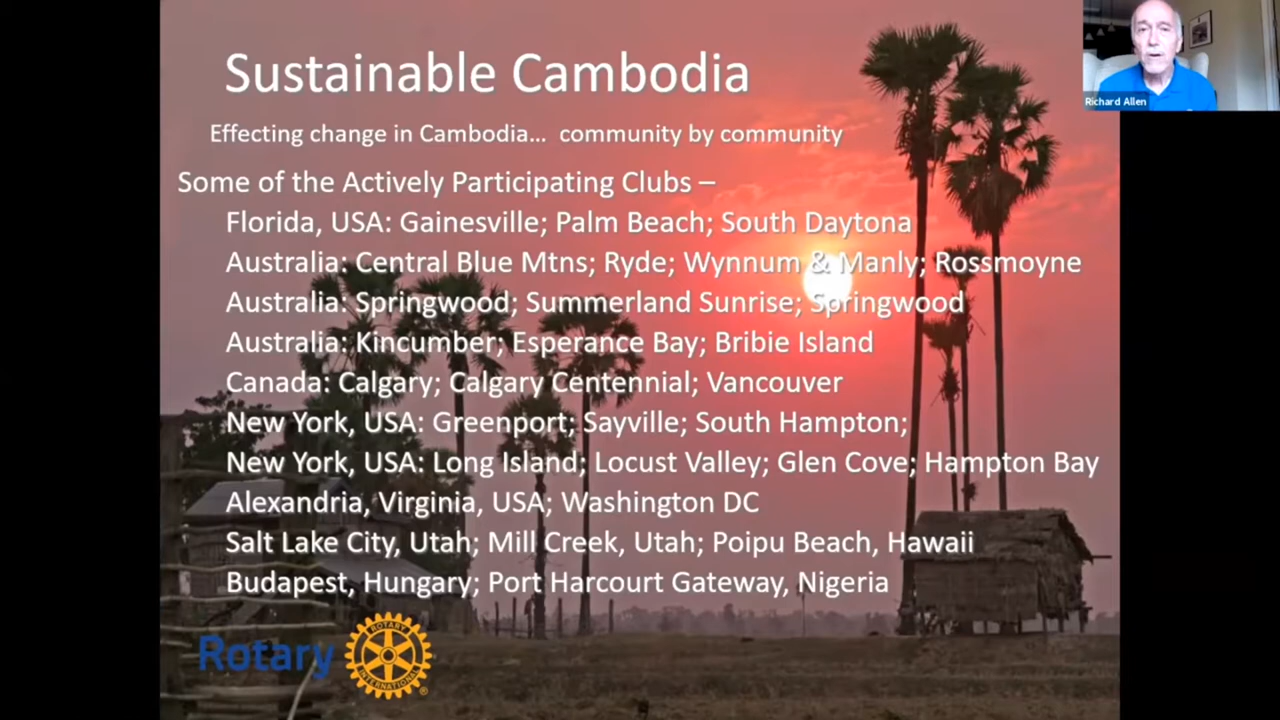 Sustainable Cambodia
Effecting change in Cambodia... community by community
Some of the Actively Participating Clubs –
Florida, USA: Gainesville; Palm Beach; South Daytona
Australia: Central Blue Mtns; Ryde; Wynnum & Manly; Rossmoyne
Australia: Springwood; Summerland Sunrise; Springwood
Australia: Kincumber; Esperance Bay; Bribie Island
Canada: Calgary; Calgary Centennial; Vancouver
New York, USA: Greenport; Sayville; South Hampton;
New York, USA: Long Island; Locust Valley; Glen Cove; Hampton Bay
Alexandria, Virginia, USA; Washington DC
Salt Lake City, Utah; Mill Creek, Utah; Poipu Beach, Hawaii
Budapest, Hungary; Port Harcourt Gateway, Nigeria
Rotary
ROTARY
INTERNATIONAL
®
Richard Allen